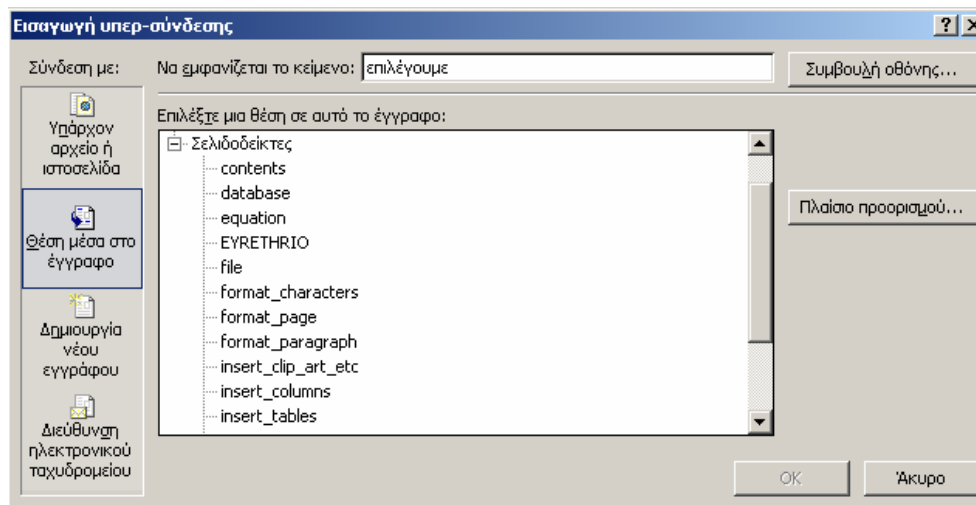 Εισαγωγή υπερ-σύνδεσης
Σύνδεση με:
Να εμφανίζεται το κείμενο: επιλέγουμε
Συμβουλή οθόνης...
Υπάρχον
αρχείο ή
ιστοσελίδα
Θέση μέσα στο
έγγραφο
Δημιουργία
νέου
εγγράφου
Διεύθυνση
ηλεκτρονικού
ταχυδρομείου
Επιλέξτε μια θέση σε αυτό το έγγραφο:
Σελιδοδείκτες
contents
database
equation
EYRETHRIO
file
format_characters
format_page
format_paragraph
insert_clip_art_etc
insert_columns
insert_tables
Πλαίσιο προορισμού...
OK
Άκυρο